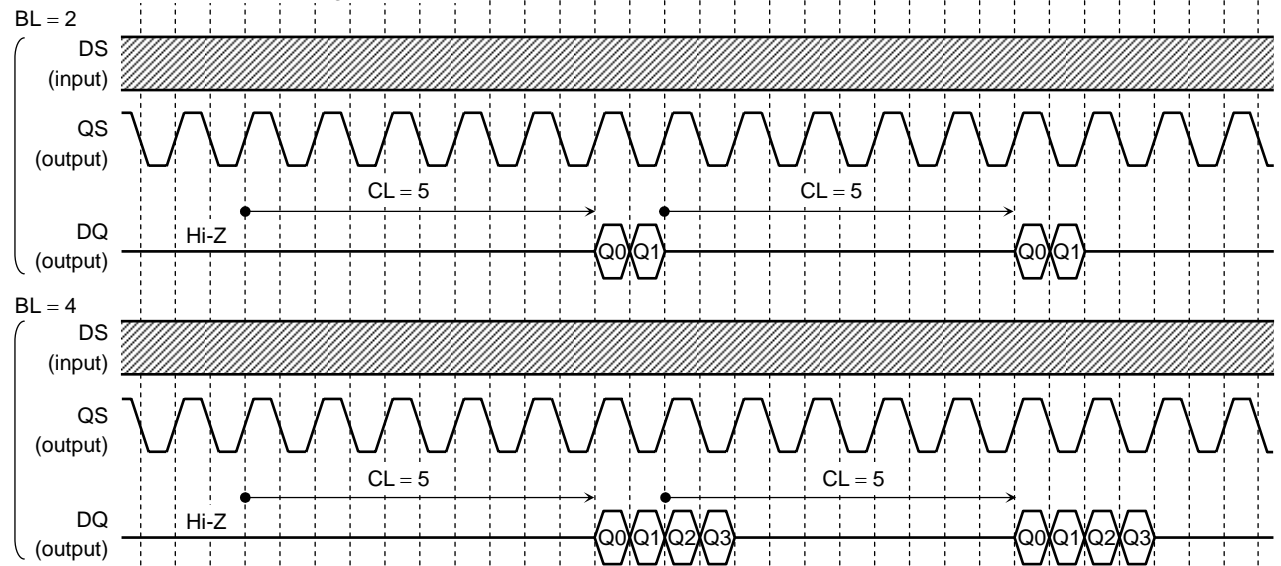 BL = 2
DS
(input)
QS
(output)
CL = 5 CL = 5
DQ
(output)
Hi-Z
Q0 Q1 Q0 Q1
BL = 4
DS
(input)
QS
(output)
CL = 5 CL = 5
DQ
(output)
Hi-Z
Q0 Q1 Q2 Q3 Q0 Q1 Q2 Q3